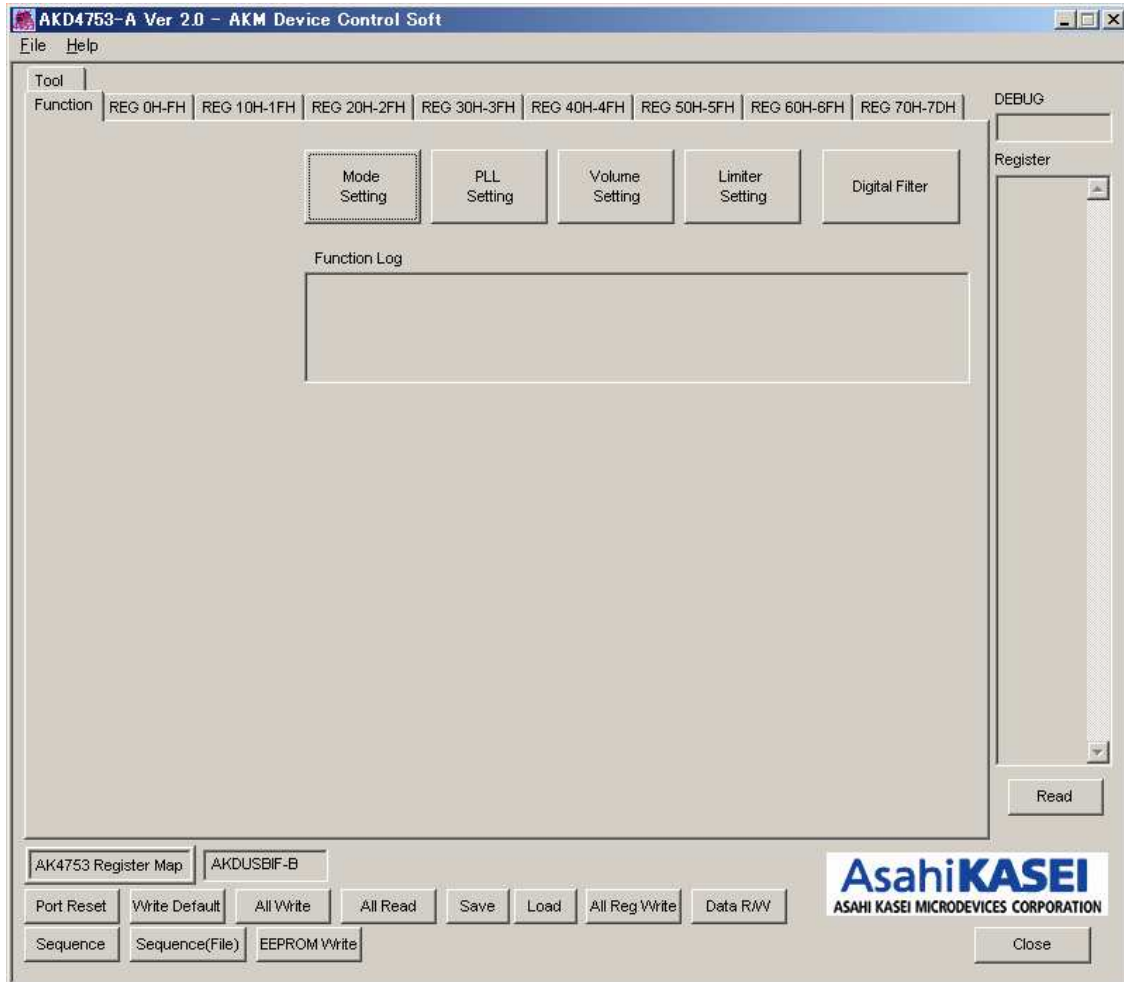 AKD4753-A Ver 2.0 - AKM Device Control Soft
File Help
Tool
Function REG 0H-FH REG 10H-1FH REG 20H-2FH REG 30H-3FH REG 40H-4FH REG 50H-5FH REG 60H-6FH REG 70H-7DH
DEBUG
Mode Setting PLL Setting Volume Setting Limiter Setting Digital Filter
Register
Function Log
Read
AK4753 Register Map AKDUSBIF-B
Port Reset Write Default All Write All Read Save Load All Reg Write Data R/W
Sequence Sequence(File) EEPROM Write
AsahiKASEI
ASAHI KASEI MICRODEVICES CORPORATION
Close